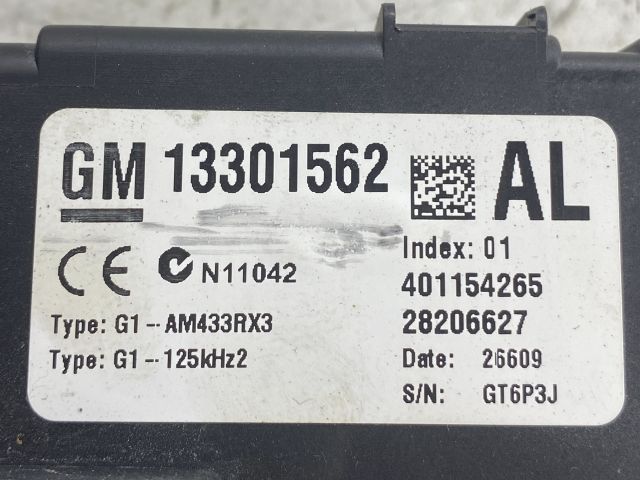 GM 13301562 AL
Index: 01
CE N11042
401154265
Type: G1--AM433RX3
28206627
Type: G1--125kHz2
Date: 26609
S/N: GT6P3J